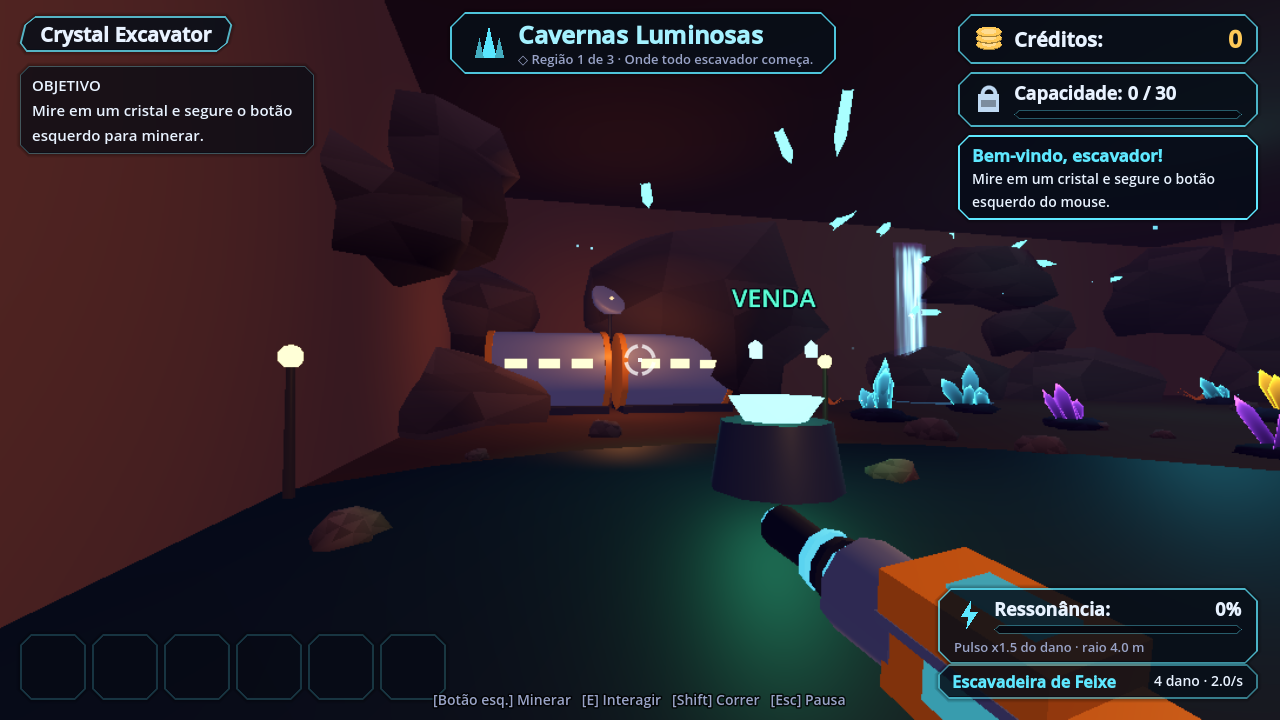 Crystal Excavator
OBJETIVO
Mire em um cristal e segure o botão
esquerdo para minerar.
Cavernas Luminosas
◇ Região 1 de 3 · Onde todo escavador começa.
Créditos: 0
Capacidade: 0 / 30
Bem-vindo, escavador!
Mire em um cristal e segure o botão
esquerdo do mouse.
VENDA
Ressonância: 0%
Pulso x1.5 do dano · raio 4.0 m
Escavadeira de Feixe 4 dano · 2.0/s
[Botão esq.] Minerar [E] Interagir [Shift] Correr [Esc] Pausa